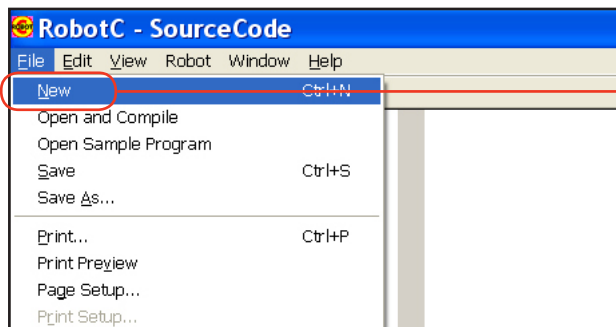 ROBOT RobotC - SourceCode
File Edit View Robot Window Help
New Ctrl+N
Open and Compile
Open Sample Program
Save Ctrl+S
Save As...
Print... Ctrl+P
Print Preview
Page Setup...
Print Setup...